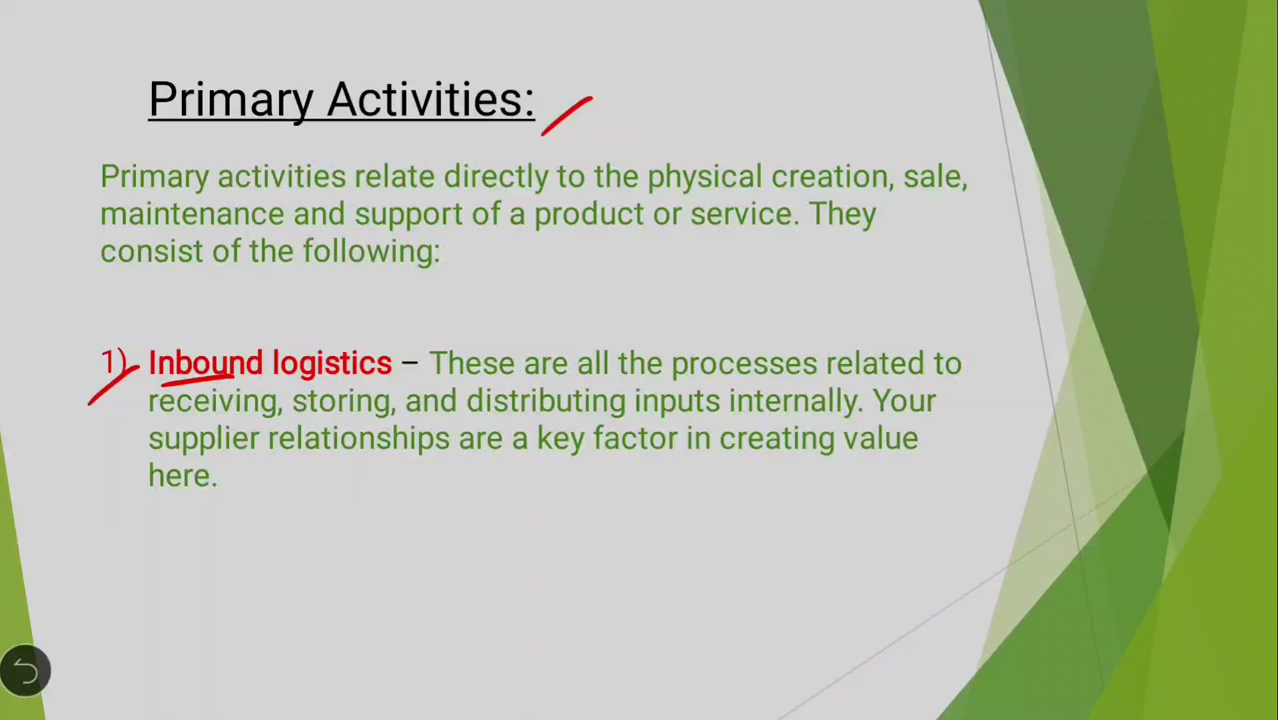 Primary Activities:
Primary activities relate directly to the physical creation, sale,
maintenance and support of a product or service. They
consist of the following:
1) Inbound logistics – These are all the processes related to
receiving, storing, and distributing inputs internally. Your
supplier relationships are a key factor in creating value
here.